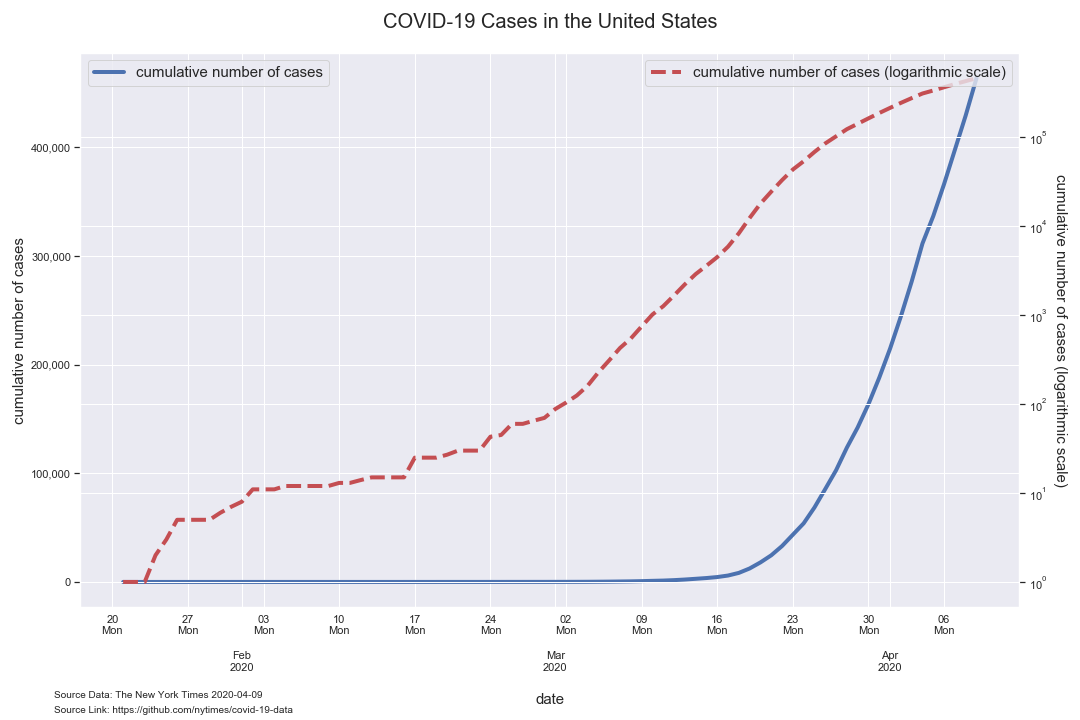 COVID-19 Cases in the United States
cumulative number of cases
cumulative number of cases (logarithmic scale)
cumulative number of cases
400,000
300,000
200,000
100,000
0
10^5
10^4
10^3
10^2
10^1
10^0
cumulative number of cases (logarithmic scale)
20 27 03 10 17 24 02 09 16 23 30 06
Mon Mon Mon Mon Mon Mon Mon Mon Mon Mon Mon Mon
Feb Mar Apr
2020 2020 2020
date
Source Data: The New York Times 2020-04-09
Source Link: https://github.com/nytimes/covid-19-data